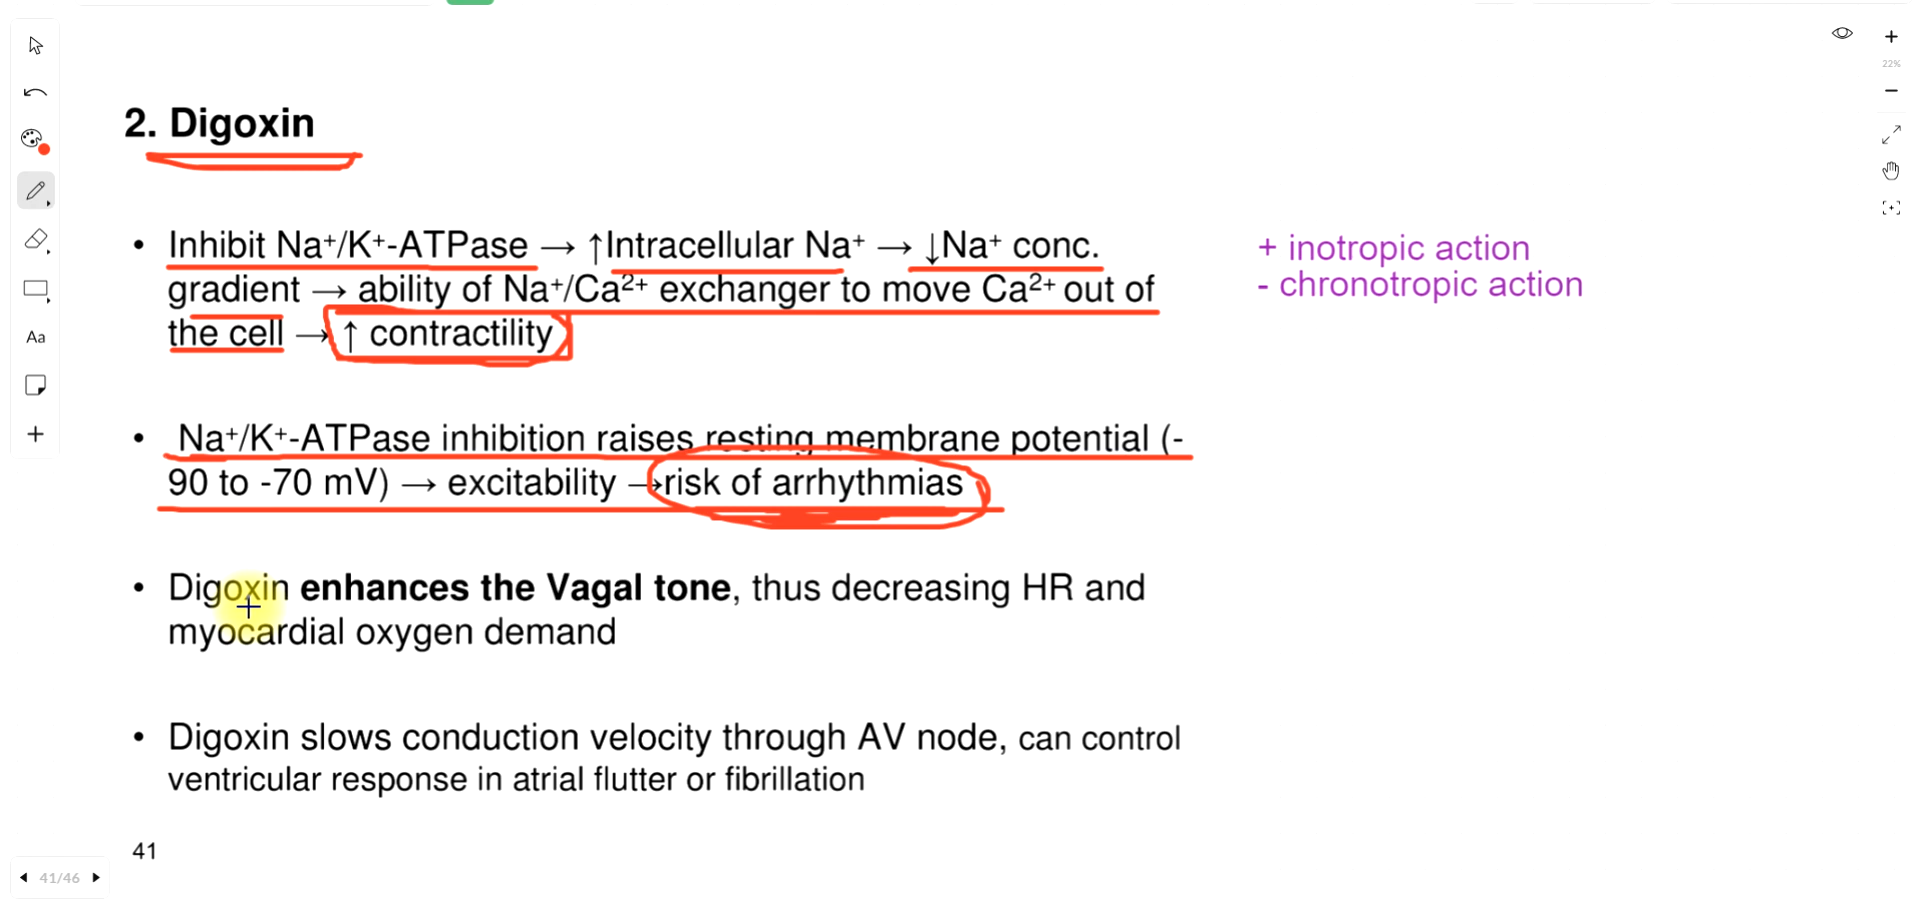 22%
2. Digoxin
• Inhibit Na⁺/K⁺-ATPase → ↑Intracellular Na⁺ → ↓Na⁺ conc.
gradient → ability of Na⁺/Ca²⁺ exchanger to move Ca²⁺ out of
the cell → ↑ contractility
+ inotropic action
- chronotropic action
• Na⁺/K⁺-ATPase inhibition raises resting membrane potential (-
90 to -70 mV) → excitability →risk of arrhythmias
• Digoxin enhances the Vagal tone, thus decreasing HR and
myocardial oxygen demand
• Digoxin slows conduction velocity through AV node, can control
ventricular response in atrial flutter or fibrillation
41
Aa
41/46